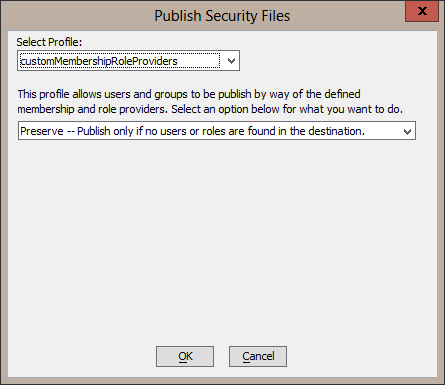 Publish Security Files
x
Select Profile:
customMembershipRoleProviders
This profile allows users and groups to be publish by way of the defined
membership and role providers. Select an option below for what you want to do.
Preserve -- Publish only if no users or roles are found in the destination.
OK
Cancel